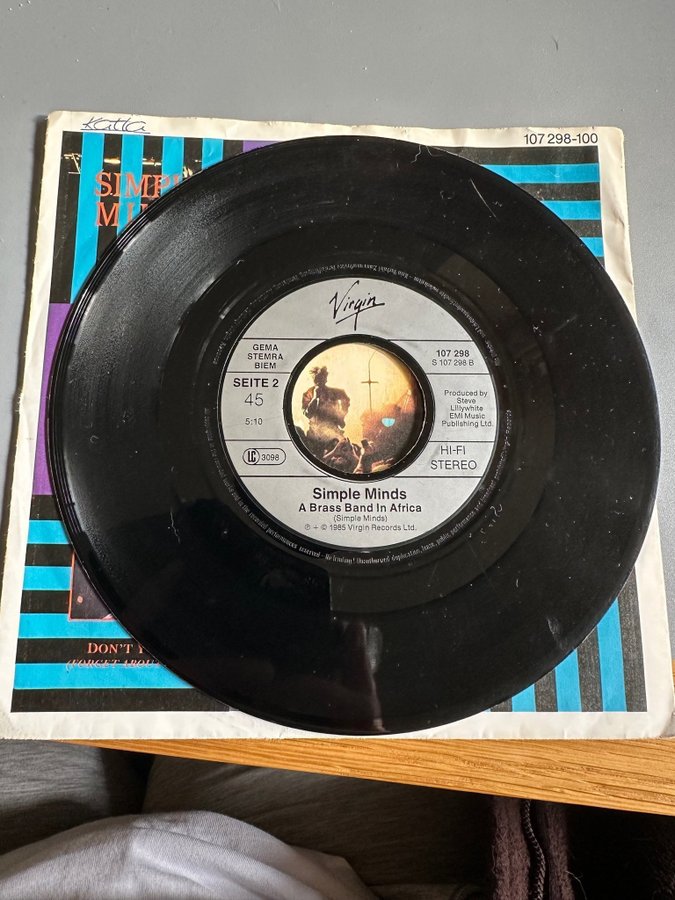 Katla
107 298-100
SIMP
MI
Virgin
GEMA
STEMRA
BIEM
SEITE 2
45
5:10
LC 3098
107 298
S 107 298 B
Produced by
Steve
Lillywhite
EMI Music
Publishing Ltd.
HI-FI
STEREO
Simple Minds
A Brass Band In Africa
(Simple Minds)
℗ + © 1985 Virgin Records Ltd.
DON'T Y
(FORGET ABOU